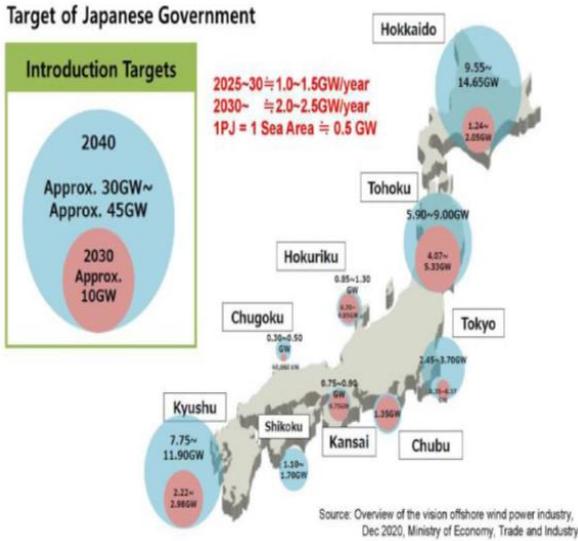 Target of Japanese Government
Introduction Targets
2040
Approx. 30GW~
Approx. 45GW
2030
Approx.
10GW
2025~30≒1.0~1.5GW/year
2030~ ≒2.0~2.5GW/year
1PJ = 1 Sea Area ≒ 0.5 GW
Hokkaido
9.55~
14.65GW
1.24~
2.05GW
Tohoku
5.90~9.00GW
4.07~
5.33GW
Hokuriku
0.85~1.30
GW
Chugoku
0.30~0.50
GW
Tokyo
2.45~3.70GW
Kyushu
7.75~
11.90GW
2.22~
2.98GW
Shikoku
1.10~
1.70GW
0.75~0.90
GW
Kansai
1.35GW
Chubu
Source: Overview of the vision offshore wind power industry,
Dec 2020, Ministry of Economy, Trade and Industry